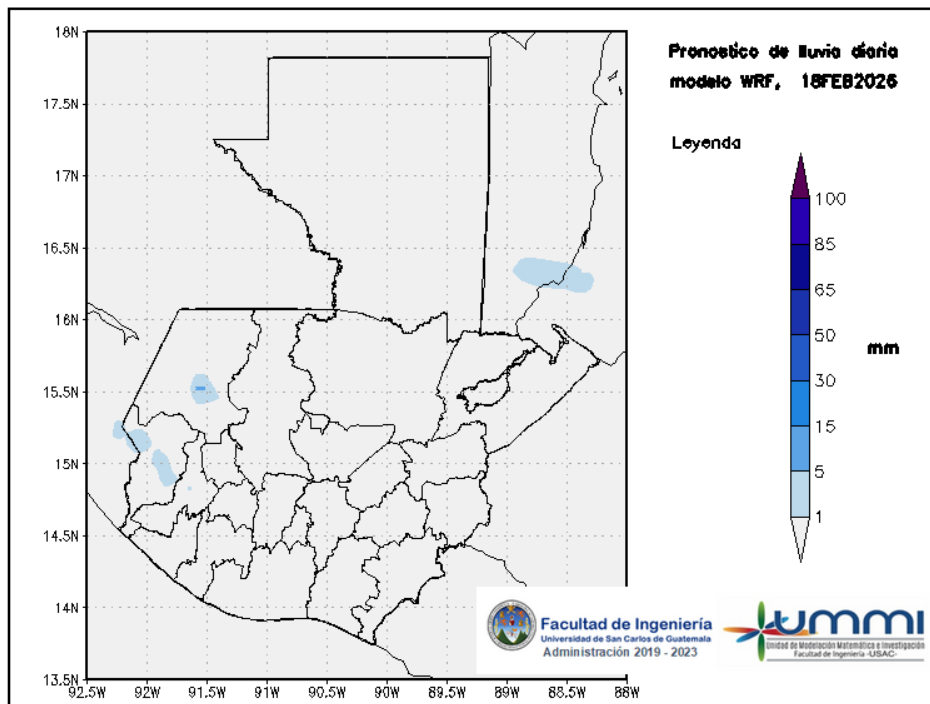 Pronostico de lluvia diaria
modelo WRF, 18FEB2026
Leyenda
100
85
65
50
30
15
5
1
mm
18N
17.5N
17N
16.5N
16N
15.5N
15N
14.5N
14N
13.5N
92.5W
92W
91.5W
91W
90.5W
90W
89.5W
89W
88.5W
88W
Facultad de Ingeniería
Universidad de San Carlos de Guatemala
Administración 2019 - 2023
ummi
Unidad de Modelación Matemática e Investigación
Facultad de Ingeniería -USAC-